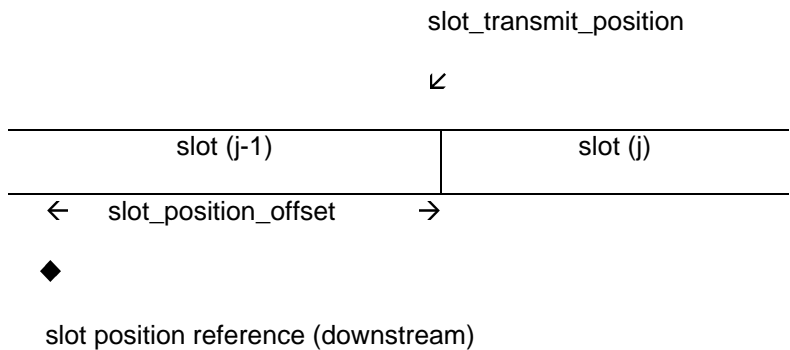 slot_transmit_position
slot (j-1) slot (j)
slot_position_offset
slot position reference (downstream)